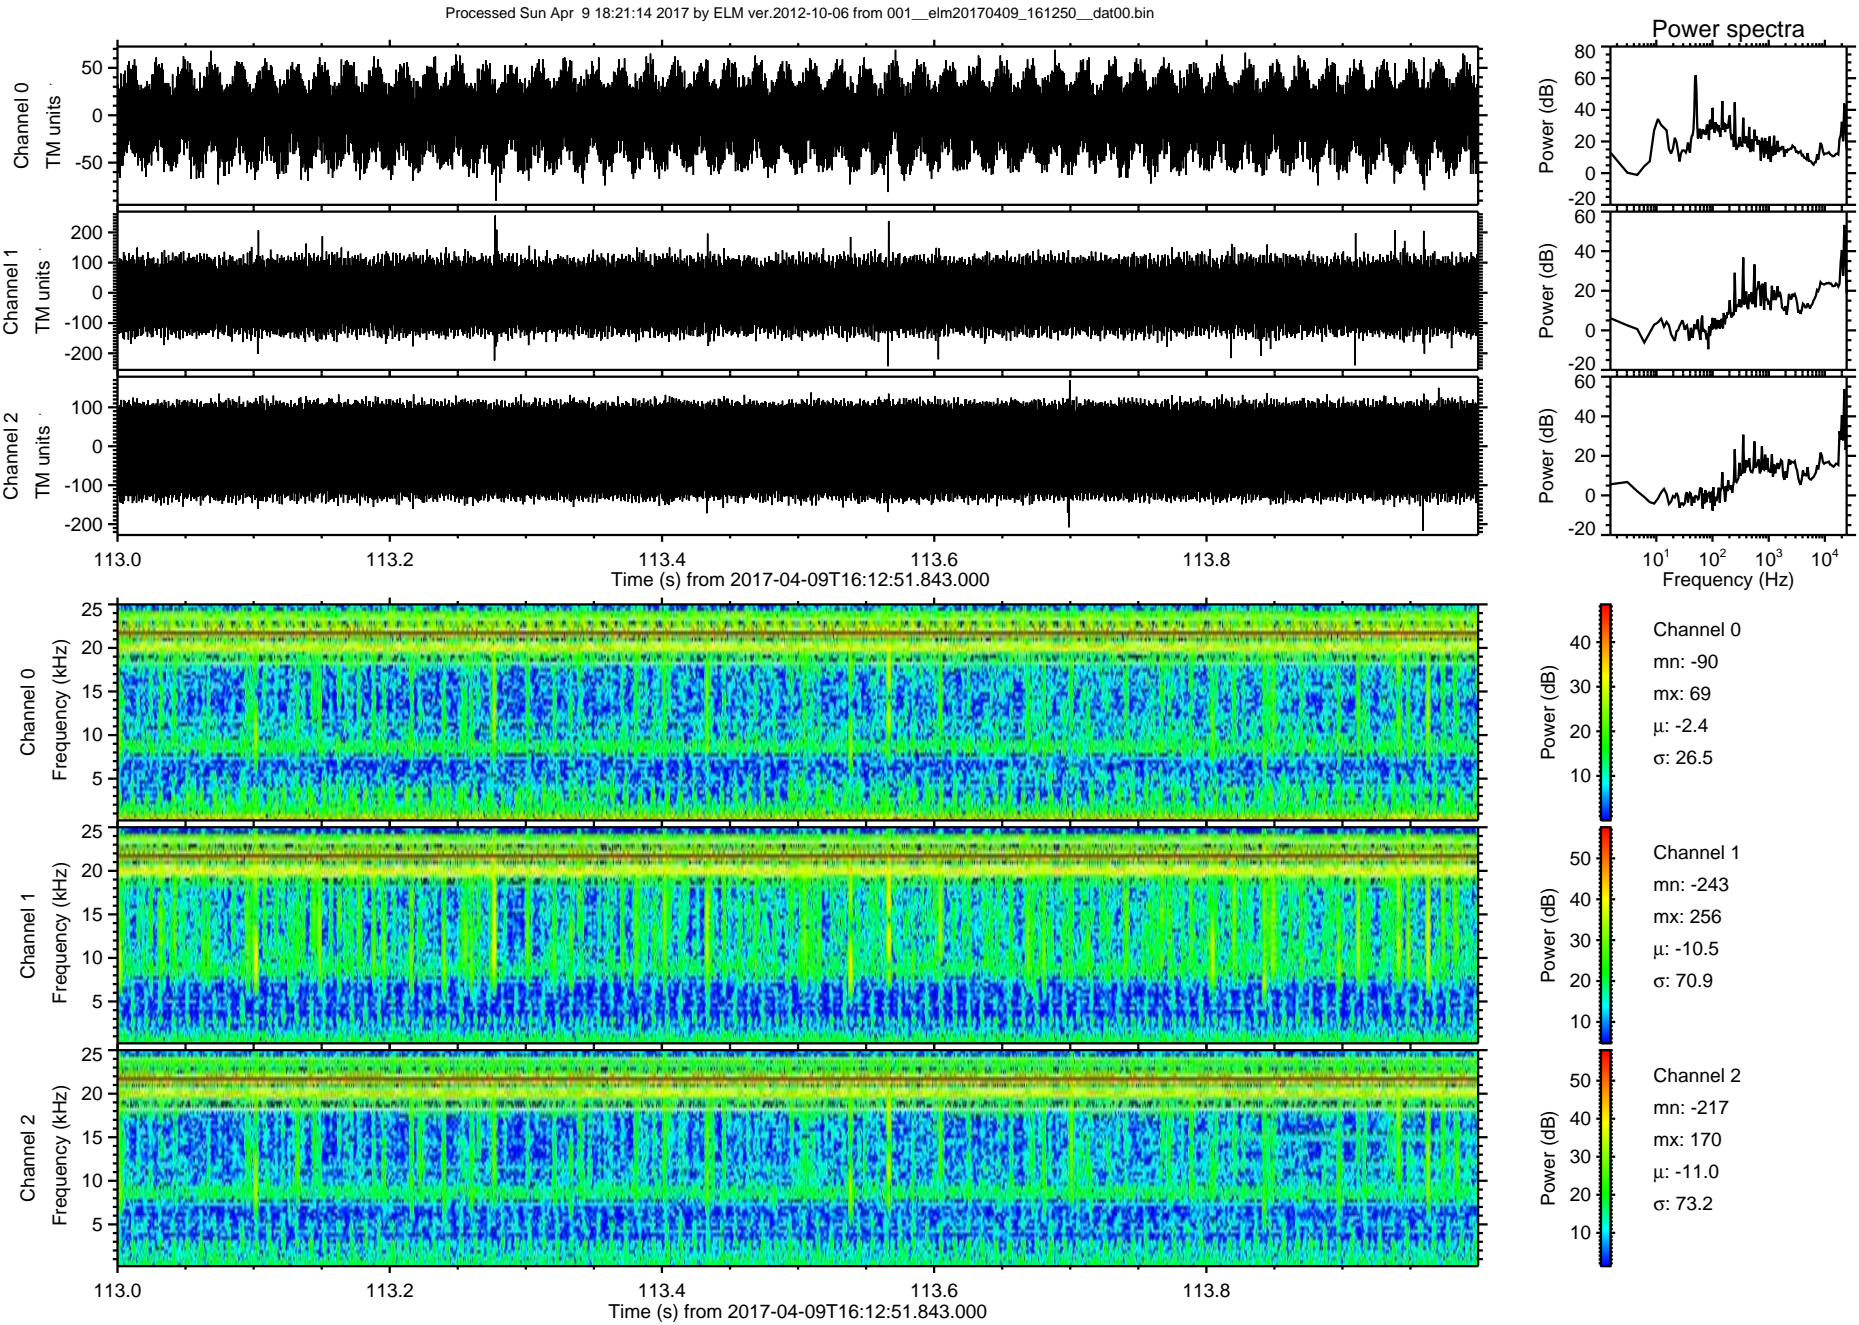 Processed Sun Apr  9 18:21:14 2017 by ELM ver.2012-10-06 from 001__elm20170409_161250__dat00.bin
Power spectra
Channel 0
TM units
50
0
-50
Power (dB)
80
60
40
20
0
-20
Channel 1
TM units
200
100
0
-100
-200
Power (dB)
60
40
20
0
-20
Channel 2
TM units
100
0
-100
-200
Power (dB)
60
40
20
0
-20
113.0 113.2 113.4 113.6 113.8
Time (s) from 2017-04-09T16:12:51.843.000
10^1 10^2 10^3 10^4
Frequency (Hz)
Channel 0
Frequency (kHz)
25
20
15
10
5
Power (dB)
40
30
20
10
Channel 0
mn: -90
mx: 69
μ: -2.4
σ: 26.5
Channel 1
Frequency (kHz)
25
20
15
10
5
Power (dB)
50
40
30
20
10
Channel 1
mn: -243
mx: 256
μ: -10.5
σ: 70.9
Channel 2
Frequency (kHz)
25
20
15
10
5
Power (dB)
50
40
30
20
10
Channel 2
mn: -217
mx: 170
μ: -11.0
σ: 73.2
113.0 113.2 113.4 113.6 113.8
Time (s) from 2017-04-09T16:12:51.843.000